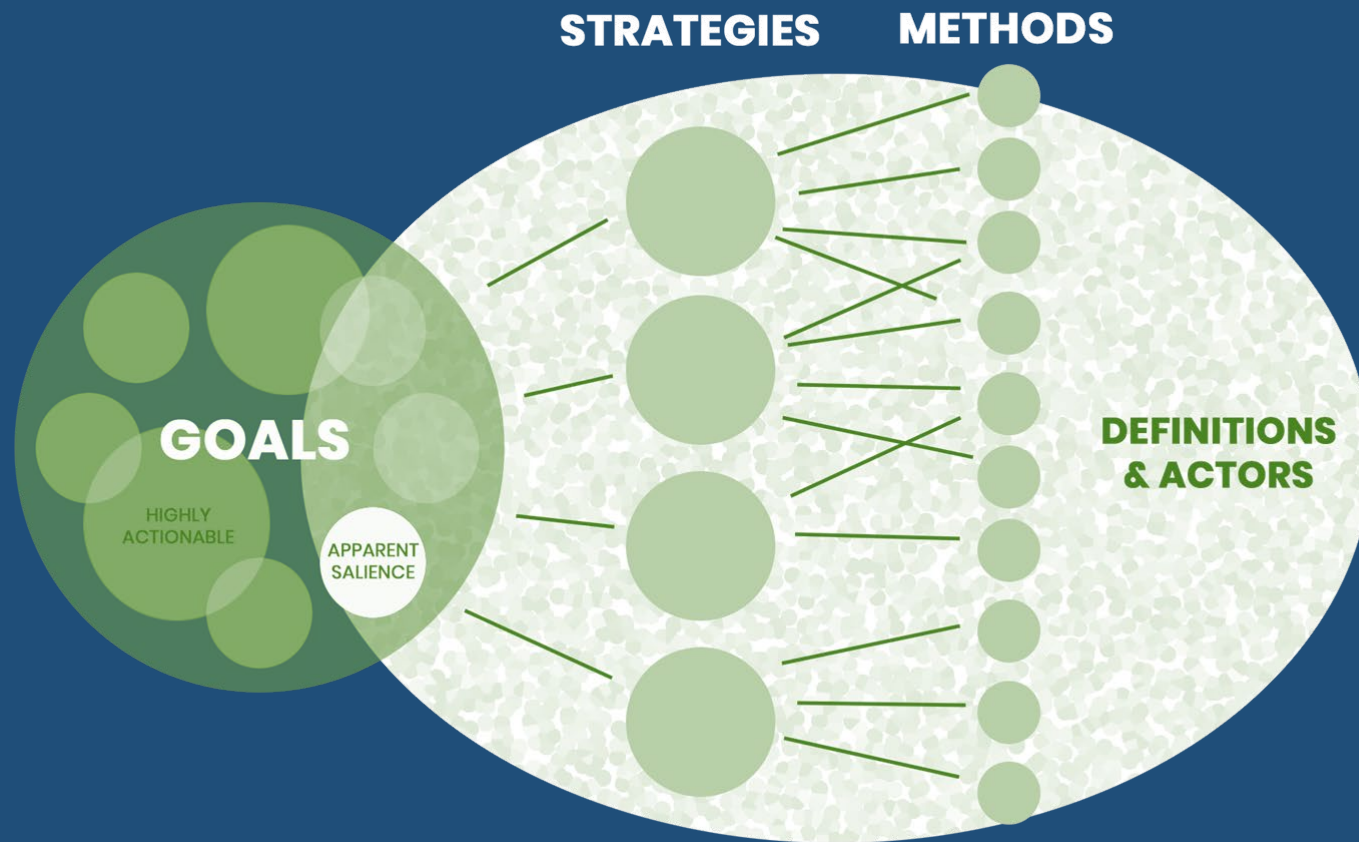 STRATEGIES
METHODS
GOALS
HIGHLY
ACTIONABLE
APPARENT
SALIENCE
DEFINITIONS
& ACTORS